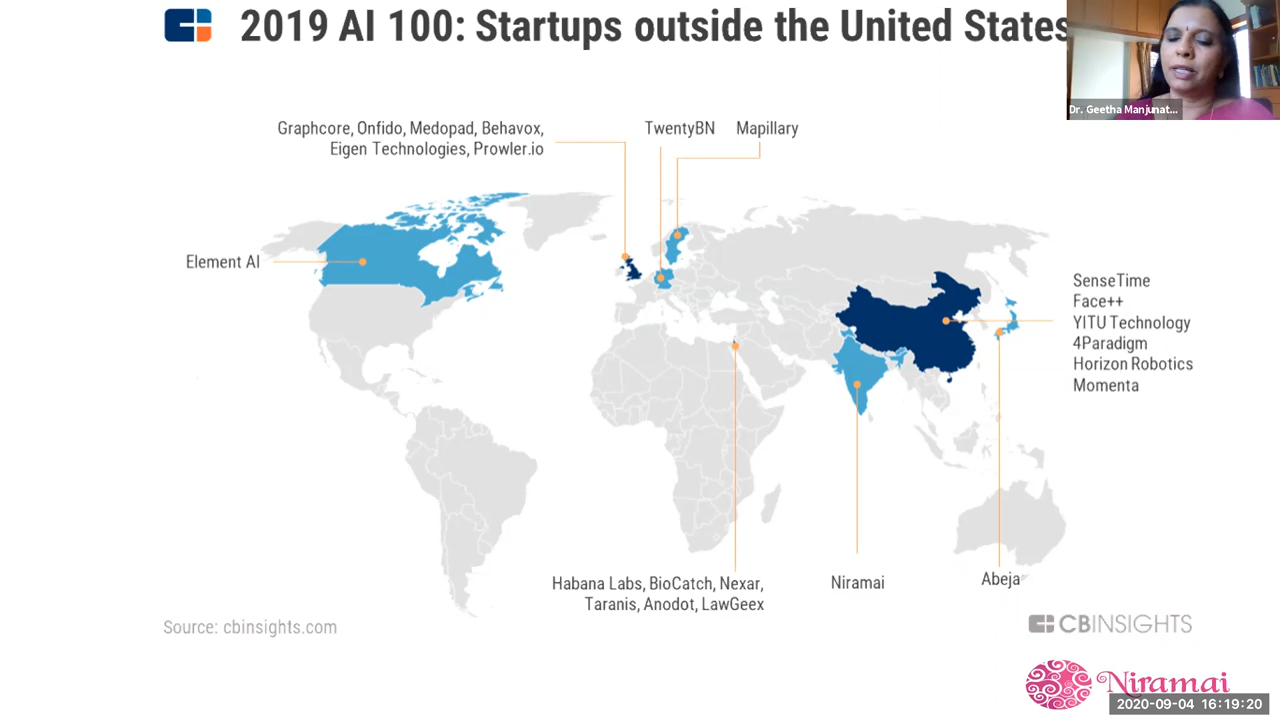 2019 AI 100: Startups outside the United States
Dr. Geetha Manjunat...
Graphcore, Onfido, Medopad, Behavox,
Eigen Technologies, Prowler.io
TwentyBN
Mapillary
Element AI
SenseTime
Face++
YITU Technology
4Paradigm
Horizon Robotics
Momenta
Habana Labs, BioCatch, Nexar,
Taranis, Anodot, LawGeex
Niramai
Abeja
Source: cbinsights.com
CBINSIGHTS
Niramai
2020-09-04 16:19:20